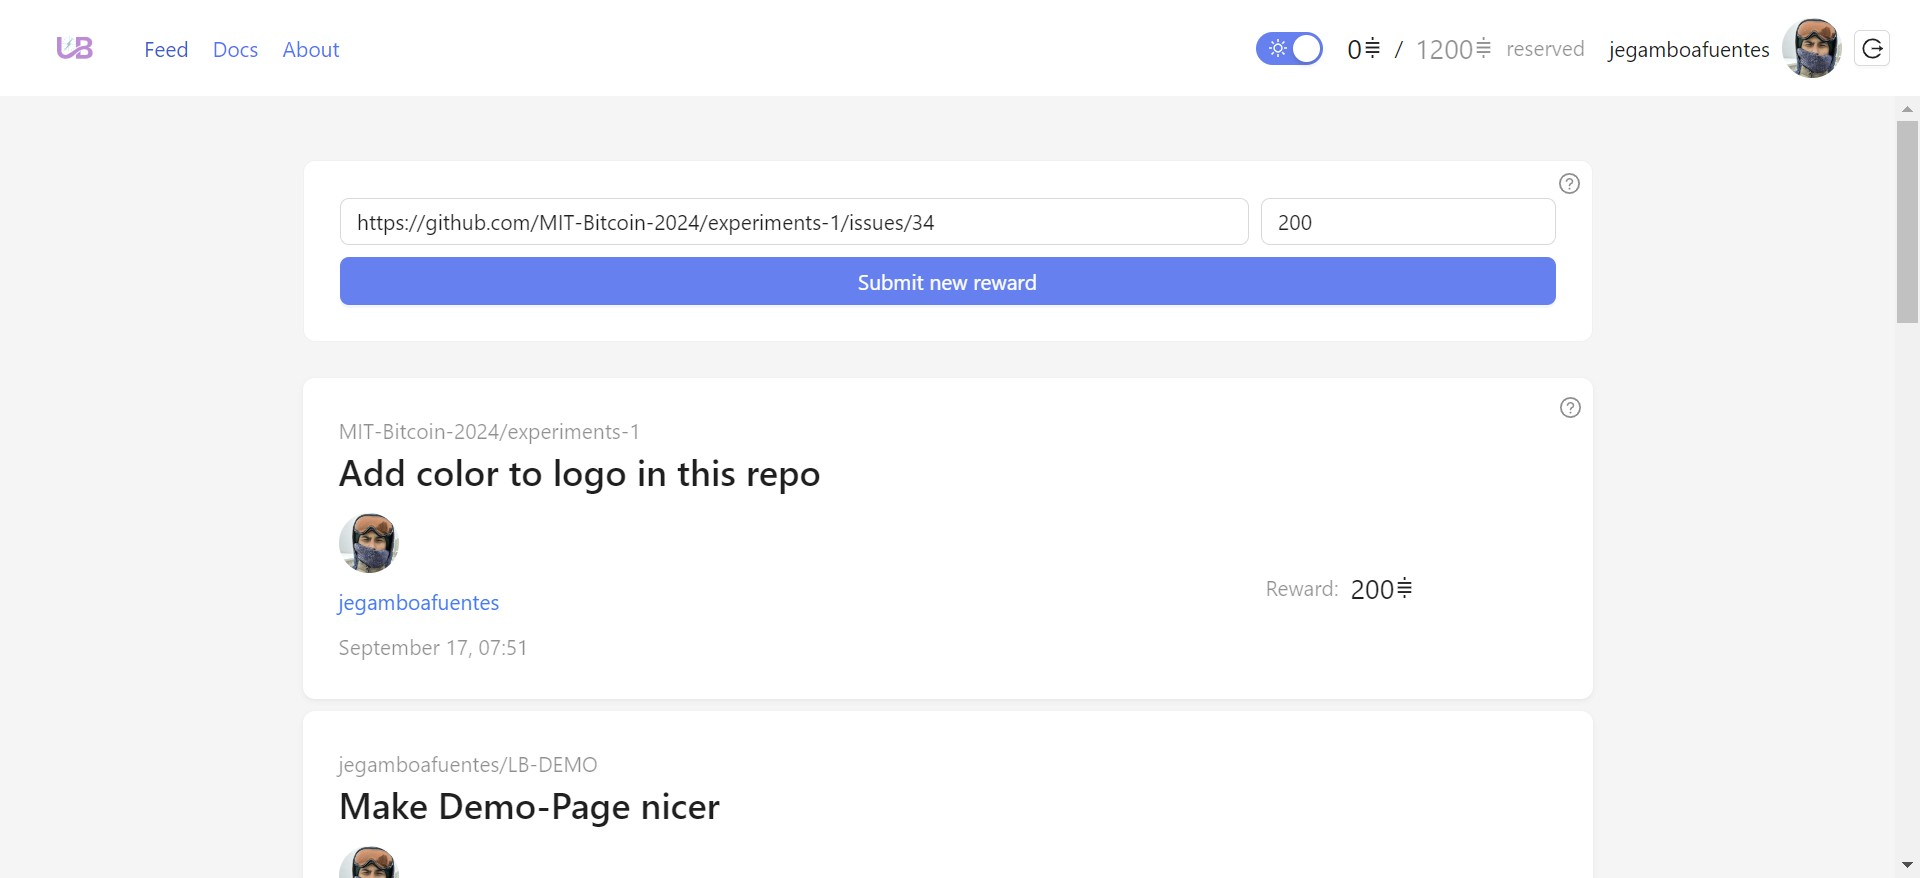 LB
Feed Docs About
0 / 1200 reserved jegamboafuentes
https://github.com/MIT-Bitcoin-2024/experiments-1/issues/34 200
Submit new reward
MIT-Bitcoin-2024/experiments-1
Add color to logo in this repo
jegamboafuentes
Reward: 200
September 17, 07:51
jegamboafuentes/LB-DEMO
Make Demo-Page nicer